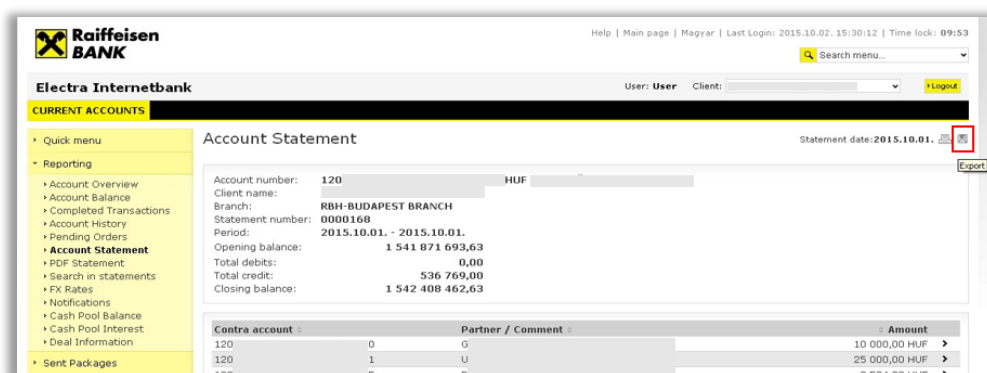 Raiffeisen
BANK
Help | Main page | Magyar | Last Login: 2015.10.02. 15:30:12 | Time lock: 09:53
Search menu...
Electra Internetbank
User: User Client:
Logout
CURRENT ACCOUNTS
Quick menu
Reporting
Account Overview
Account Balance
Completed Transactions
Account History
Pending Orders
Account Statement
PDF Statement
Search in statements
FX Rates
Notifications
Cash Pool Balance
Cash Pool Interest
Deal Information
Sent Packages
Account Statement
Statement date:2015.10.01.
Export
Account number: 120 HUF
Client name:
Branch: RBH-BUDAPEST BRANCH
Statement number: 0000168
Period: 2015.10.01. - 2015.10.01.
Opening balance: 1 541 871 693,63
Total debits: 0,00
Total credit: 536 769,00
Closing balance: 1 542 408 462,63
Contra account Partner / Comment Amount
120 0 G 10 000,00 HUF
120 1 U 25 000,00 HUF